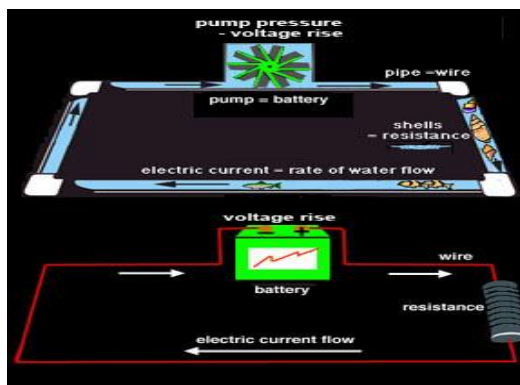 pump pressure
- voltage rise
pipe =wire
pump = battery
shells
- resistance
electric current - rate of water flow
voltage rise
- +
wire
battery
resistance
electric current flow